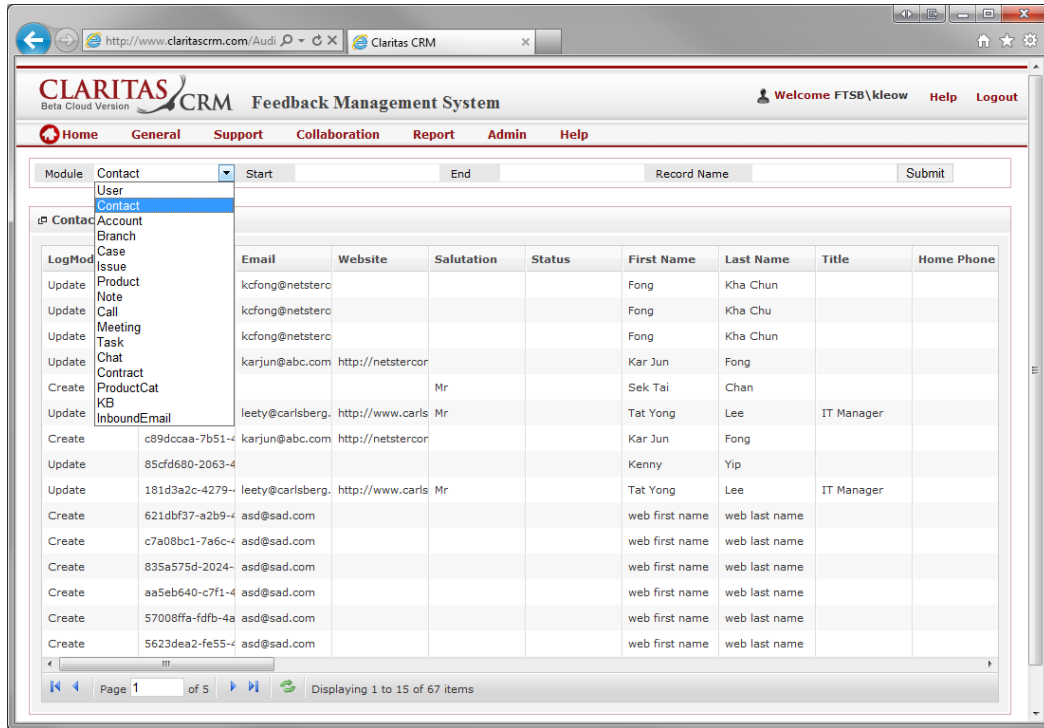 http://www.claritascrm.com/Audi
Claritas CRM
CLARITAS CRM
Beta Cloud Version
Feedback Management System
Welcome FTSB\kleow Help Logout
Home General Support Collaboration Report Admin Help
Module Contact Start End Record Name Submit
User
Contact
Account
Branch
Case
Issue
Product
Note
Call
Meeting
Task
Chat
Contract
ProductCat
KB
InboundEmail
Contac
LogMod Email Website Salutation Status First Name Last Name Title Home Phone
Update kcfong@netsterc Fong Kha Chun
Update kcfong@netsterc Fong Kha Chu
Update kcfong@netsterc Fong Kha Chun
Update karjun@abc.com http://netstercor Kar Jun Fong
Create Mr Sek Tai Chan
Update leety@carlsberg. http://www.carls Mr Tat Yong Lee IT Manager
Create c89dccaa-7b51-4 karjun@abc.com http://netstercor Kar Jun Fong
Update 85cfd680-2063-4 Kenny Yip
Update 181d3a2c-4279- leety@carlsberg. http://www.carls Mr Tat Yong Lee IT Manager
Create 621dbf37-a2b9-4 asd@sad.com web first name web last name
Create c7a08bc1-7a6c-4 asd@sad.com web first name web last name
Create 835a575d-2024- asd@sad.com web first name web last name
Create aa5eb640-c7f1-4 asd@sad.com web first name web last name
Create 57008ffa-fdfb-4a asd@sad.com web first name web last name
Create 5623dea2-fe55-4 asd@sad.com web first name web last name
Page 1 of 5 Displaying 1 to 15 of 67 items